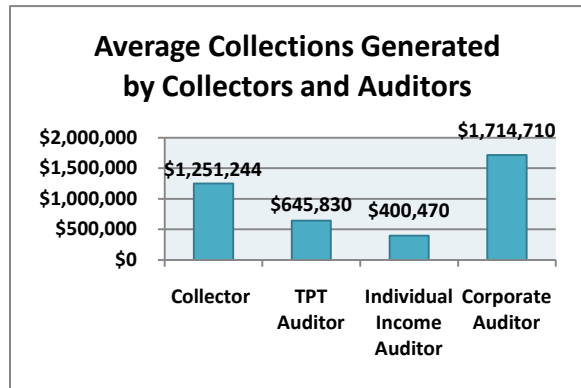 Average Collections Generated
by Collectors and Auditors
$2,000,000
$1,500,000
$1,000,000
$500,000
$0
$1,251,244
$645,830
$400,470
$1,714,710
Collector
TPT
Auditor
Individual
Income
Auditor
Corporate
Auditor